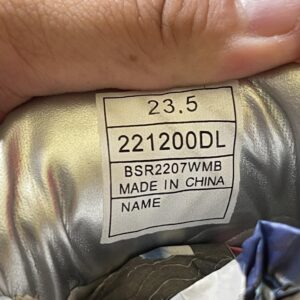 23.5
221200DL
BSR2207WMB
MADE IN CHINA
NAME